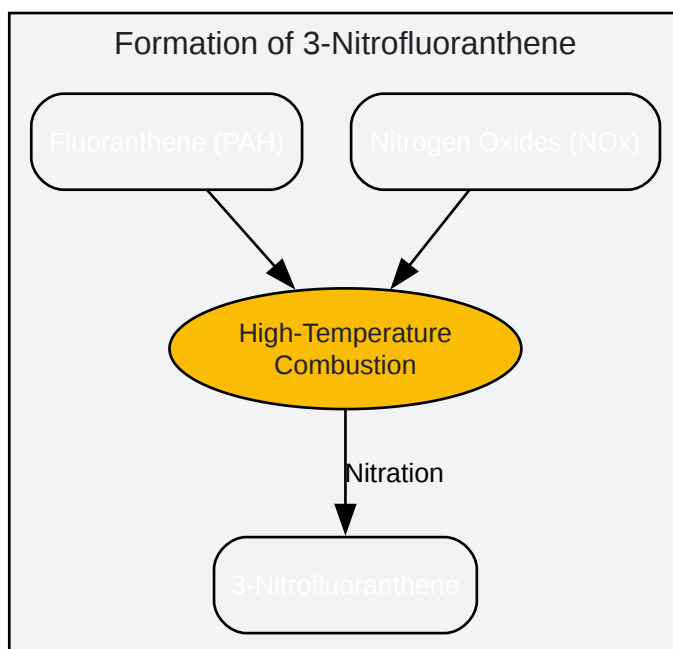 Formation of 3-Nitrofluoranthene
Fluoranthene (PAH)
Nitrogen Oxides (NOx)
High-Temperature
Combustion
Nitration
3-Nitrofluoranthene